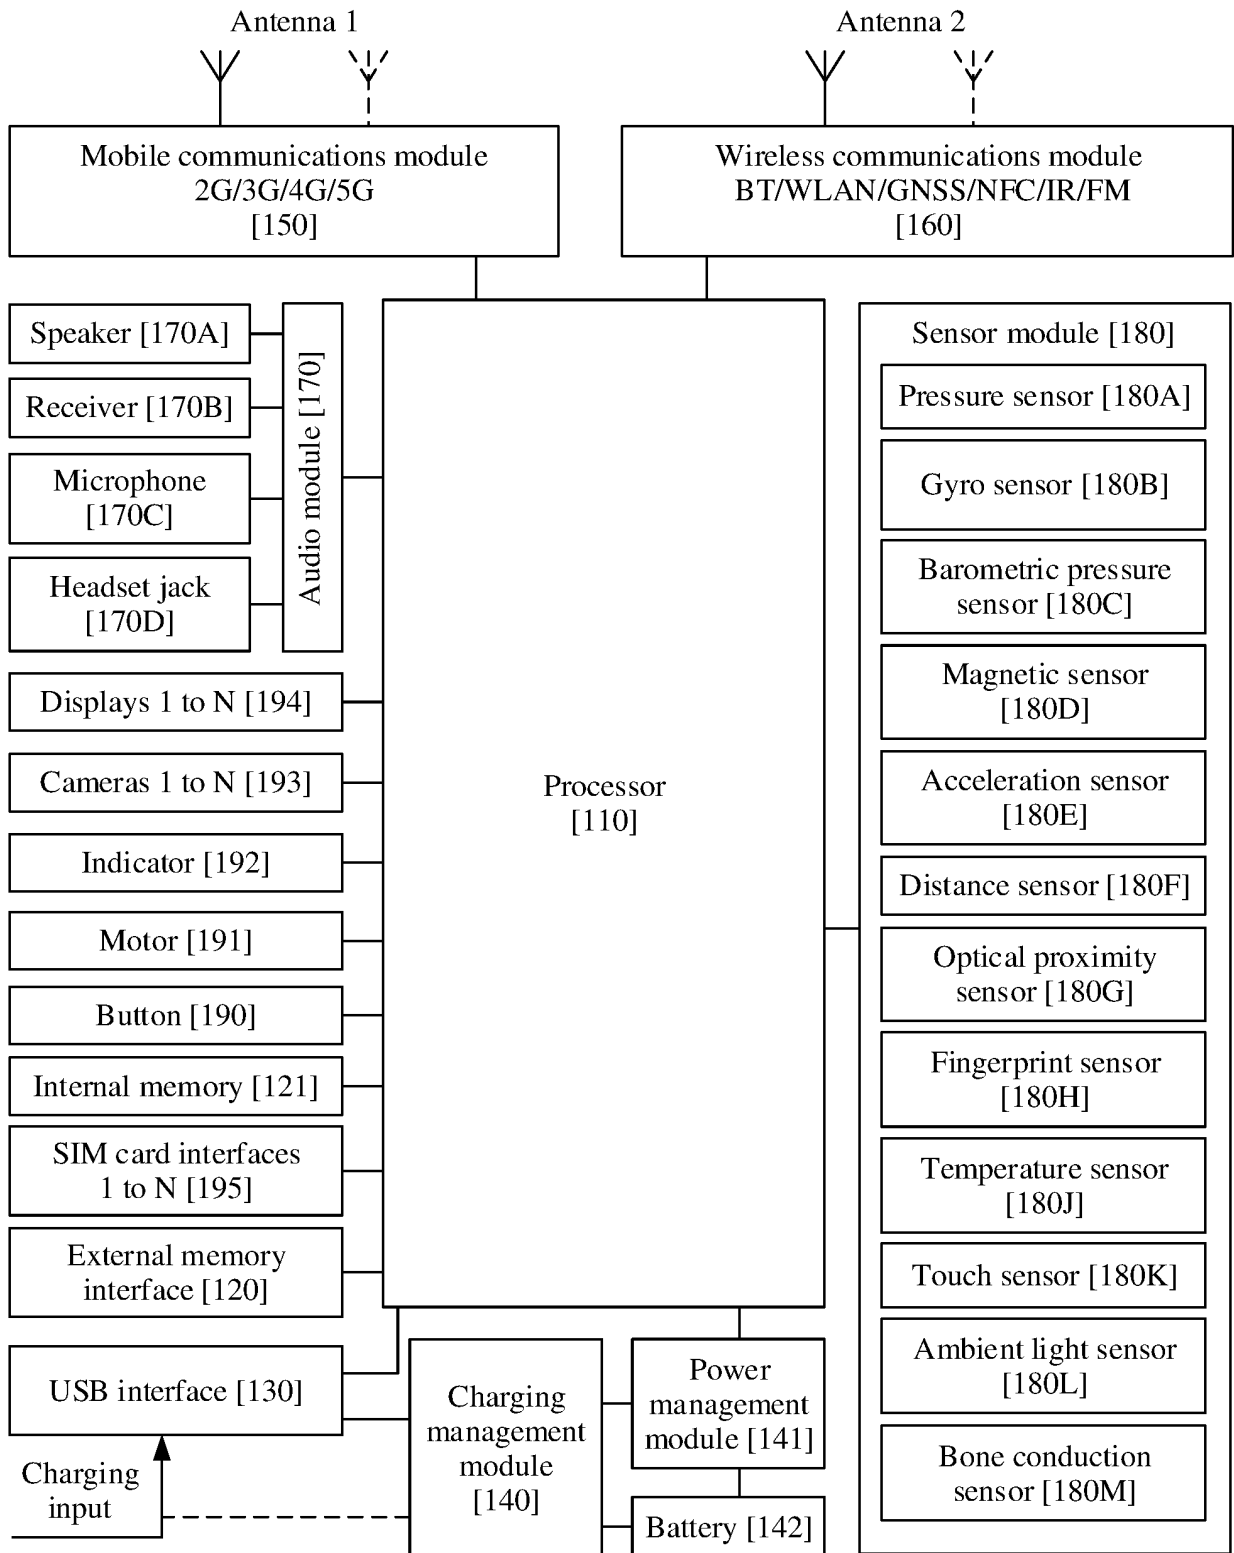 Antenna 1
Antenna 2
Mobile communications module
2G/3G/4G/5G
[150]
Wireless communications module
BT/WLAN/GNSS/NFC/IR/FM
[160]
Speaker [170A]
Receiver [170B]
Microphone
[170C]
Headset jack
[170D]
Audio module [170]
Displays 1 to N [194]
Cameras 1 to N [193]
Indicator [192]
Motor [191]
Button [190]
Internal memory [121]
SIM card interfaces
1 to N [195]
External memory
interface [120]
USB interface [130]
Charging
input
Processor
[110]
Charging
management
module
[140]
Power
management
module [141]
Battery [142]
Sensor module [180]
Pressure sensor [180A]
Gyro sensor [180B]
Barometric pressure
sensor [180C]
Magnetic sensor
[180D]
Acceleration sensor
[180E]
Distance sensor [180F]
Optical proximity
sensor [180G]
Fingerprint sensor
[180H]
Temperature sensor
[180J]
Touch sensor [180K]
Ambient light sensor
[180L]
Bone conduction
sensor [180M]